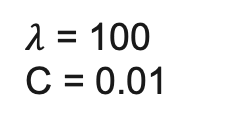 λ = 100
C = 0.01